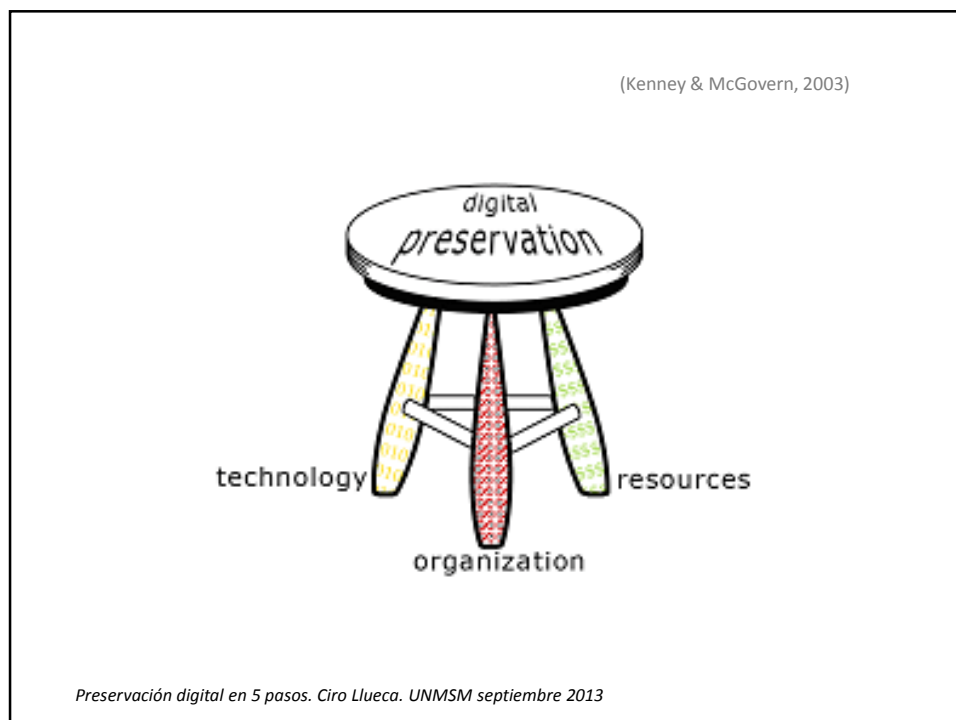 (Kenney & McGovern, 2003)
digital
preservation
technology
resources
organization
Preservación digital en 5 pasos. Ciro Llueca. UNMSM septiembre 2013